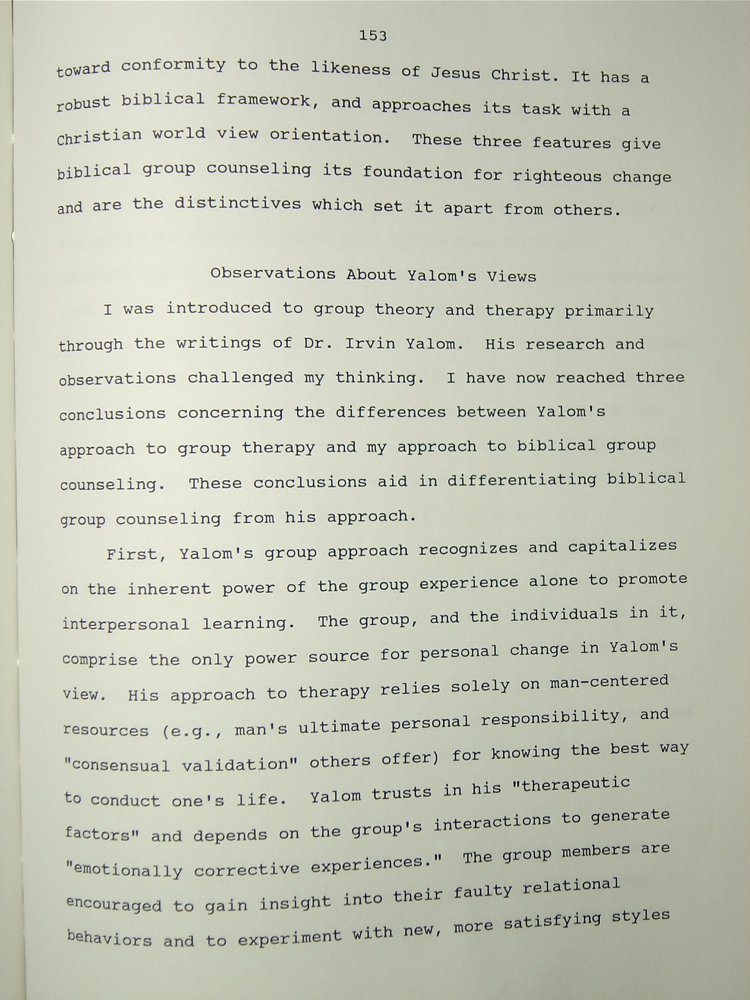 153
toward conformity to the likeness of Jesus Christ. It has a
robust biblical framework, and approaches its task with a
Christian world view orientation. These three features give
biblical group counseling its foundation for righteous change
and are the distinctives which set it apart from others.
Observations About Yalom's Views
I was introduced to group theory and therapy primarily
through the writings of Dr. Irvin Yalom. His research and
observations challenged my thinking. I have now reached three
conclusions concerning the differences between Yalom's
approach to group therapy and my approach to biblical group
counseling. These conclusions aid in differentiating biblical
group counseling from his approach.
First, Yalom's group approach recognizes and capitalizes
on the inherent power of the group experience alone to promote
interpersonal learning. The group, and the individuals in it,
comprise the only power source for personal change in Yalom's
view. His approach to therapy relies solely on man-centered
resources (e.g., man's ultimate personal responsibility, and
"consensual validation" others offer) for knowing the best way
to conduct one's life. Yalom trusts in his "therapeutic
factors" and depends on the group's interactions to generate
"emotionally corrective experiences." The group members are
encouraged to gain insight into their faulty relational
behaviors and to experiment with new, more satisfying styles